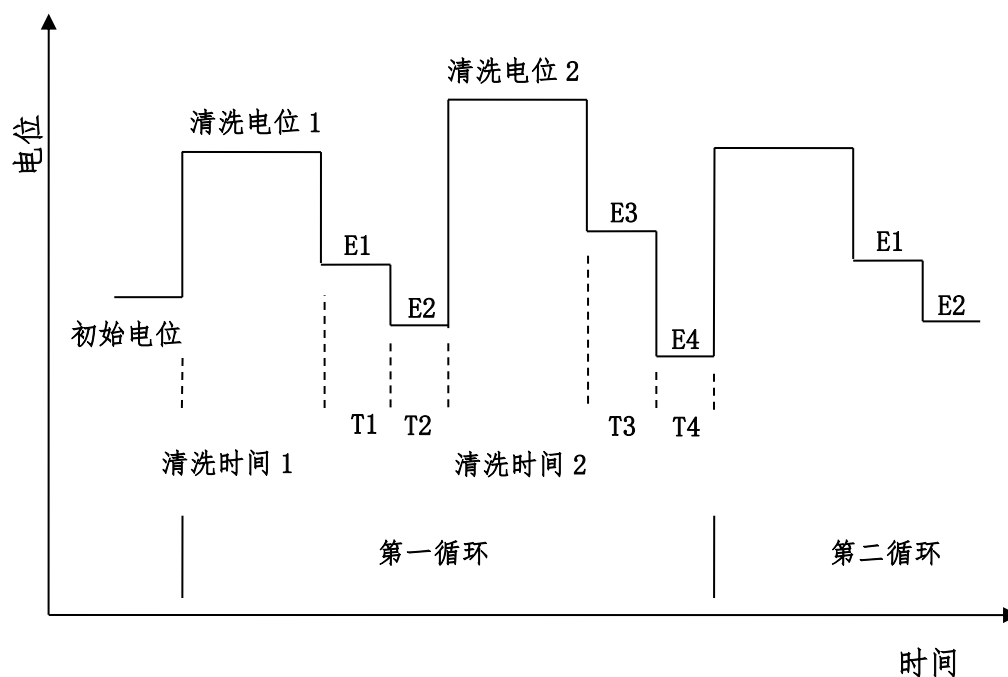 清洗电位 2
清洗电位 1
电位
E3
E1
E1
E2
E2
初始电位
E4
T1
T2
T3
T4
清洗时间 1
清洗时间 2
第一循环
第二循环
时间